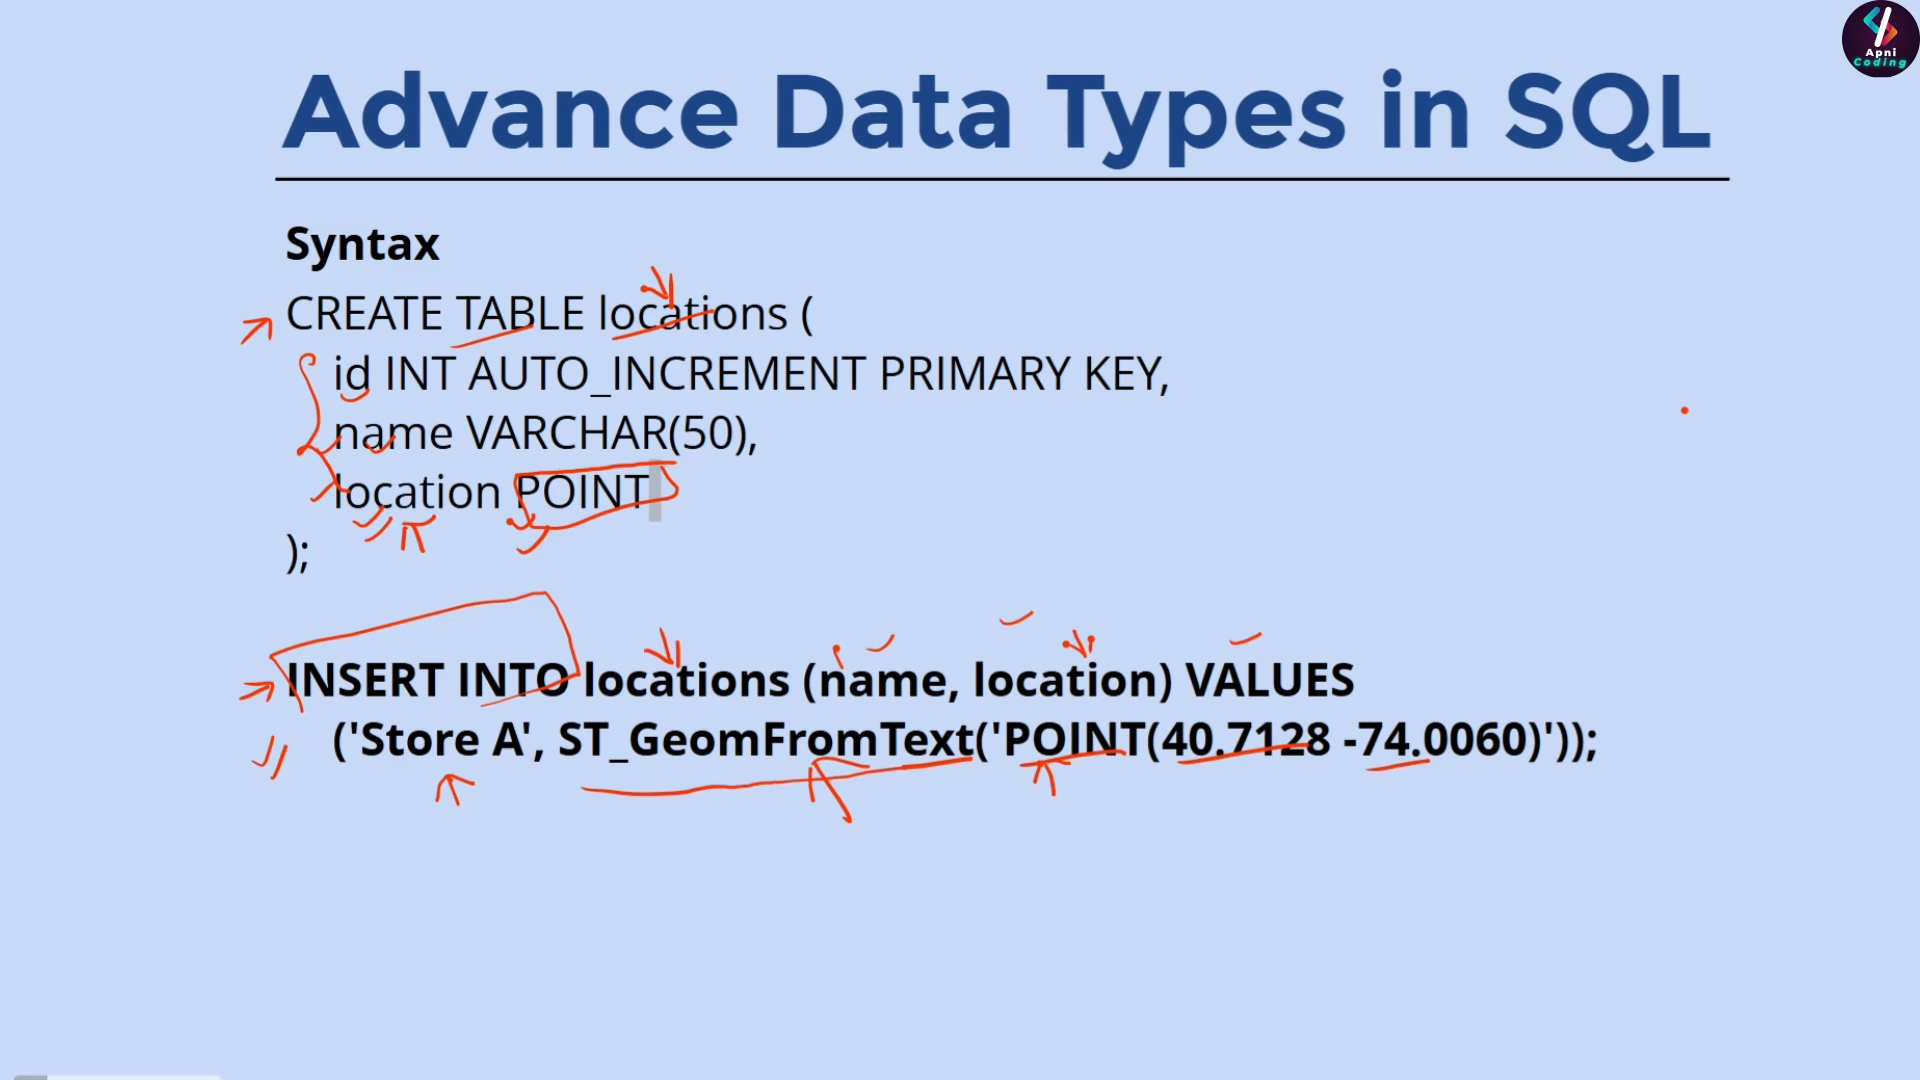 Apni
Coding
Advance Data Types in SQL
Syntax
CREATE TABLE locations (
id INT AUTO_INCREMENT PRIMARY KEY,
name VARCHAR(50),
location POINT
);
INSERT INTO locations (name, location) VALUES
('Store A', ST_GeomFromText('POINT(40.7128 -74.0060)'));